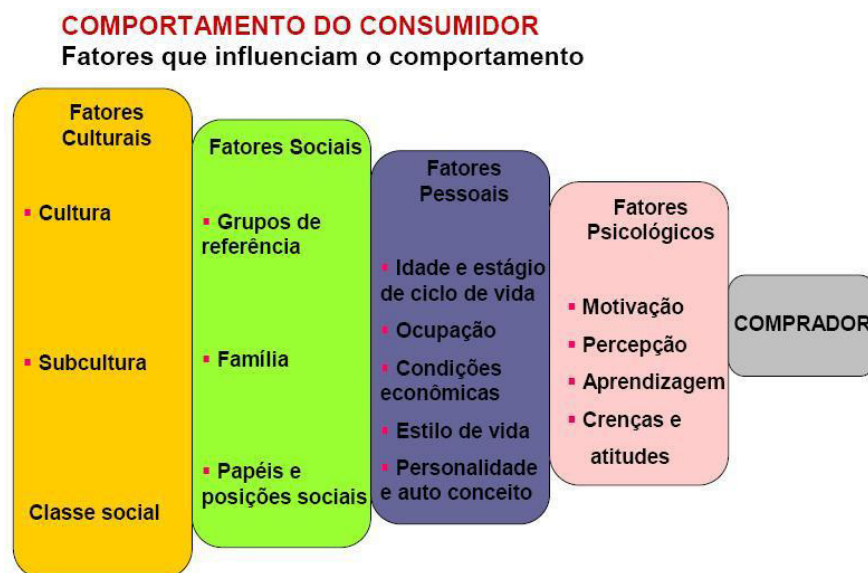 COMPORTAMENTO DO CONSUMIDOR
Fatores que influenciam o comportamento
Fatores
Culturais
Cultura
Subcultura
Classe social
Fatores Sociais
Grupos de
referência
Família
Papéis e
posições sociais
Fatores
Pessoais
Idade e estágio
de ciclo de vida
Ocupação
Condições
econômicas
Estilo de vida
Personalidade
e auto conceito
Fatores
Psicológicos
Motivação
Percepção
Aprendizagem
Crenças e
atitudes
COMPRADOR